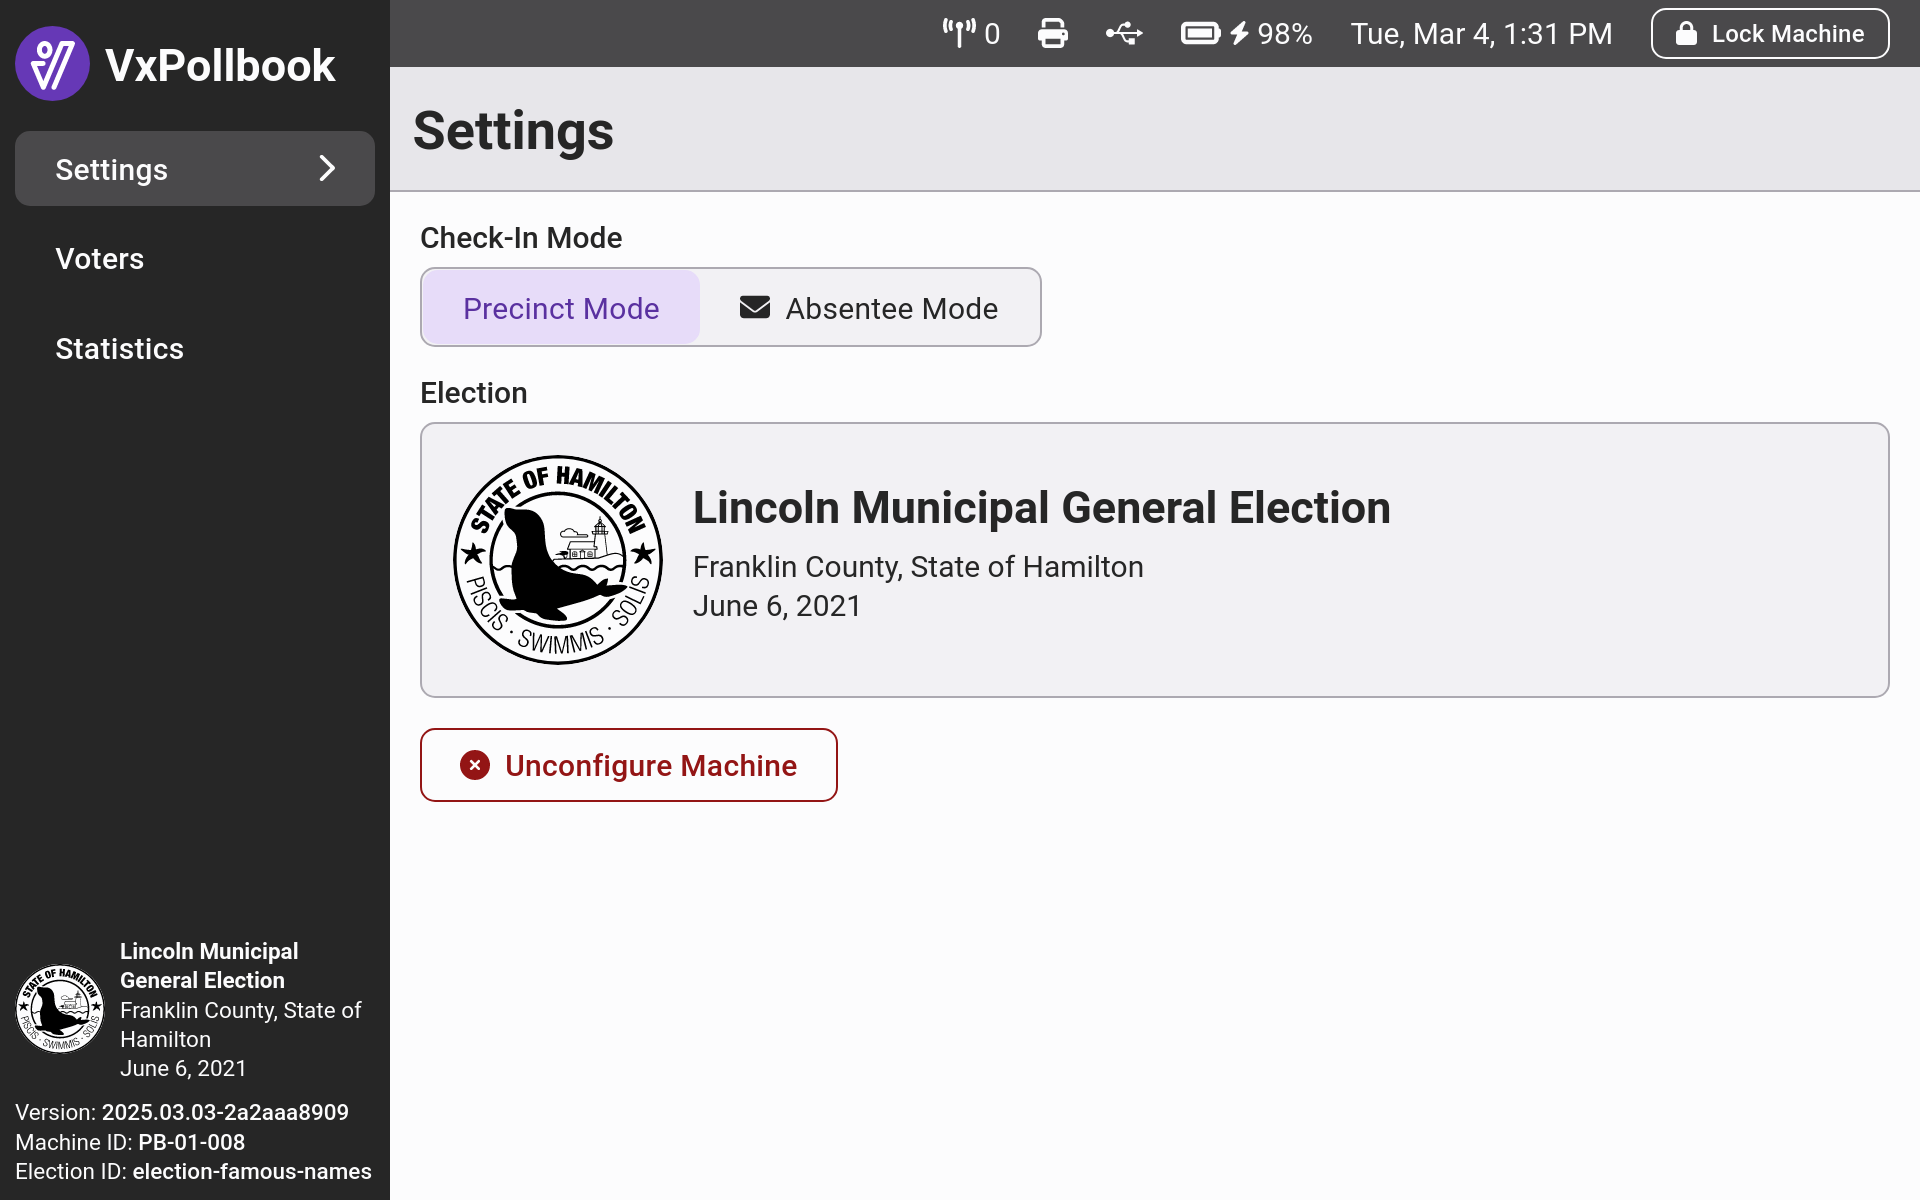 VxPollbook
0
98%
Tue, Mar 4, 1:31 PM
Lock Machine
Settings
Voters
Statistics
Settings
Check-In Mode
Precinct Mode
Absentee Mode
Election
STATE OF HAMILTON
PISCIS · SWIMMIS · SOLIS
Lincoln Municipal General Election
Franklin County, State of Hamilton
June 6, 2021
Unconfigure Machine
STATE OF HAMILTON
PISCIS · SWIMMIS · SOLIS
Lincoln Municipal
General Election
Franklin County, State of
Hamilton
June 6, 2021
Version: 2025.03.03-2a2aaa8909
Machine ID: PB-01-008
Election ID: election-famous-names